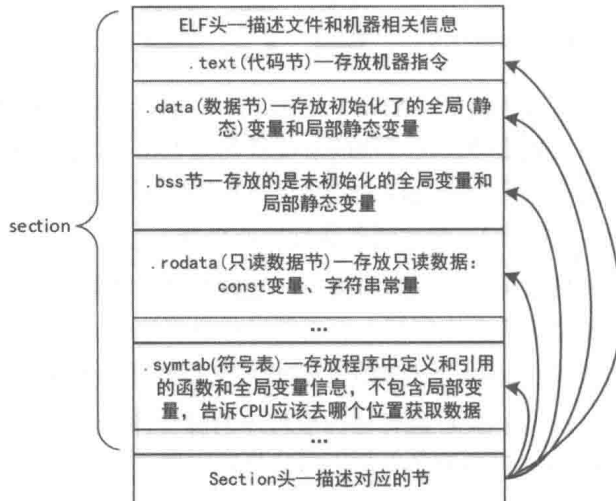 ELF头—描述文件和机器相关信息
.text(代码节)—存放机器指令
.data(数据节)—存放初始化了的全局(静
态)变量和局部静态变量
.bss节—存放的是未初始化的全局变量和
局部静态变量
section
.rodata(只读数据节)—存放只读数据：
const变量、字符串常量
…
.symtab(符号表)—存放程序中定义和引用
的函数和全局变量信息，不包含局部变
量，告诉CPU应该去哪个位置获取数据
…
Section头—描述对应的节